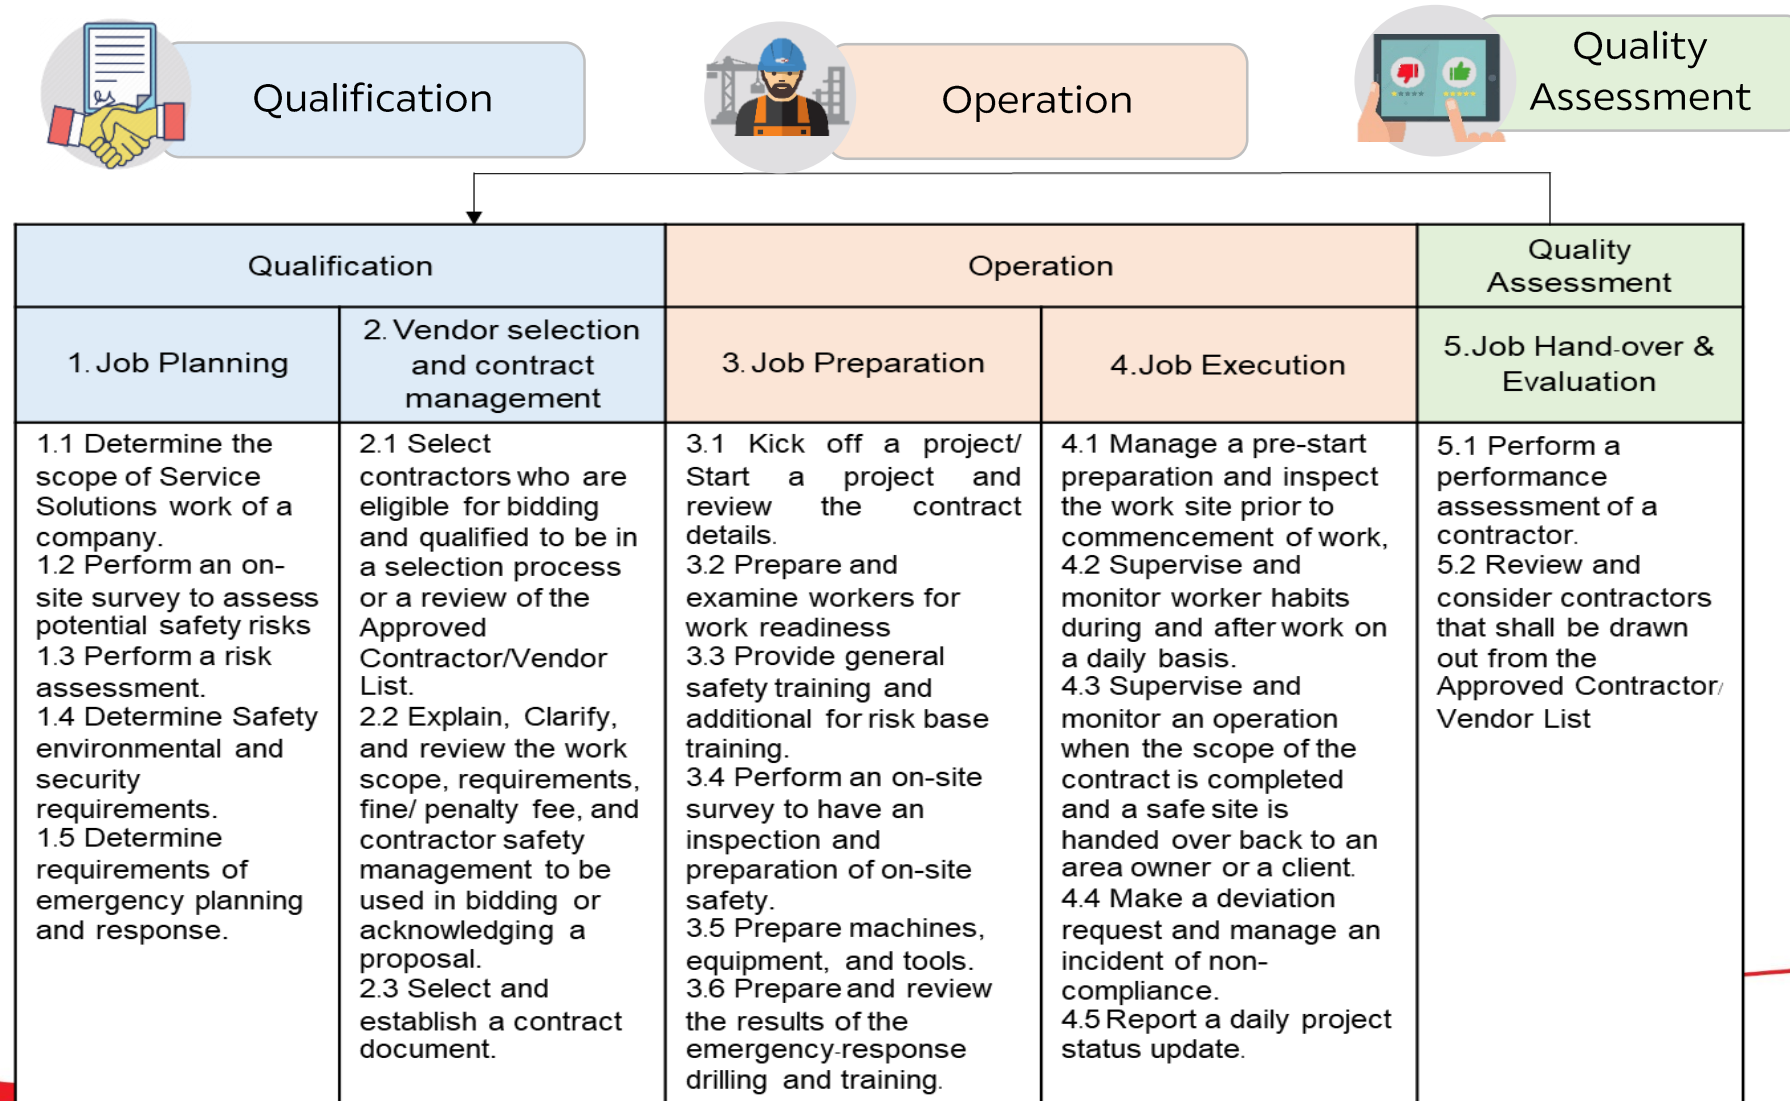 Qualification
Operation
Quality
Assessment
Qualification
Operation
Quality
Assessment
1. Job Planning
2. Vendor selection
and contract
management
3. Job Preparation
4.Job Execution
5.Job Hand-over &
Evaluation
1.1 Determine the
scope of Service
Solutions work of a
company.
1.2 Perform an on-
site survey to assess
potential safety risks
1.3 Perform a risk
assessment.
1.4 Determine Safety
environmental and
security
requirements.
1.5 Determine
requirements of
emergency planning
and response.
2.1 Select
contractors who are
eligible for bidding
and qualified to be in
a selection process
or a review of the
Approved
Contractor/Vendor
List.
2.2 Explain, Clarify,
and review the work
scope, requirements,
fine/ penalty fee, and
contractor safety
management to be
used in bidding or
acknowledging a
proposal.
2.3 Select and
establish a contract
document.
3.1 Kick off a project/
Start a project and
review the contract
details.
3.2 Prepare and
examine workers for
work readiness
3.3 Provide general
safety training and
additional for risk base
training.
3.4 Perform an on-site
survey to have an
inspection and
preparation of on-site
safety.
3.5 Prepare machines,
equipment, and tools.
3.6 Prepare and review
the results of the
emergency-response
drilling and training.
4.1 Manage a pre-start
preparation and inspect
the work site prior to
commencement of work,
4.2 Supervise and
monitor worker habits
during and after work on
a daily basis.
4.3 Supervise and
monitor an operation
when the scope of the
contract is completed
and a safe site is
handed over back to an
area owner or a client.
4.4 Make a deviation
request and manage an
incident of non-
compliance.
4.5 Report a daily project
status update.
5.1 Perform a
performance
assessment of a
contractor.
5.2 Review and
consider contractors
that shall be drawn
out from the
Approved Contractor/
Vendor List